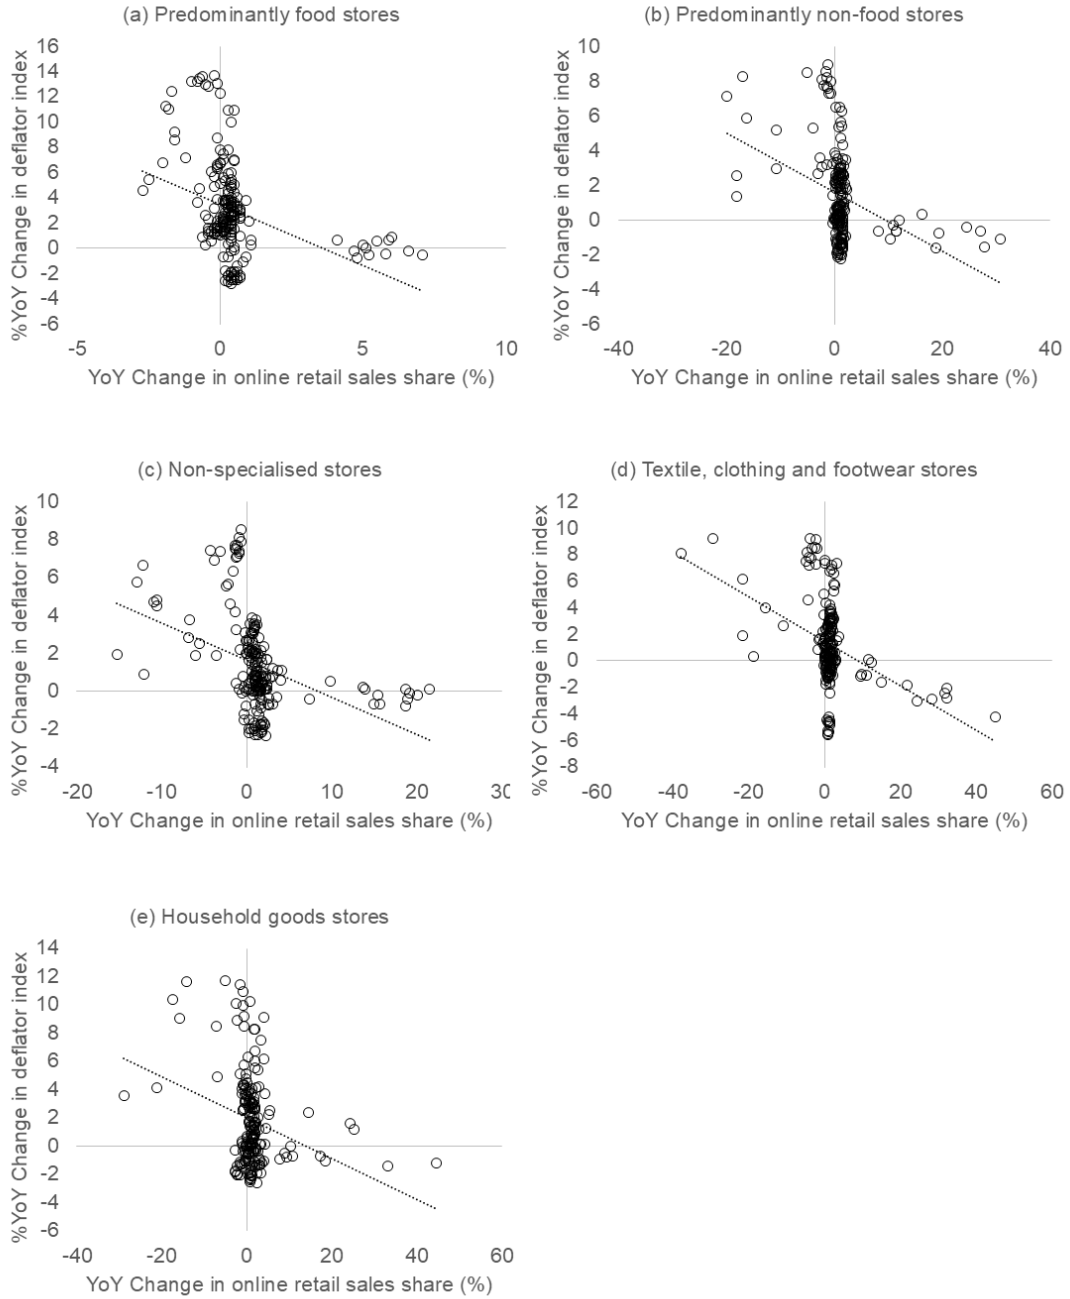 (a) Predominantly food stores
%YoY Change in deflator index
16
14
12
10
8
6
4
2
0
-2
-4
-6
-5 0 5 10
YoY Change in online retail sales share (%)
(b) Predominantly non-food stores
%YoY Change in deflator index
10
8
6
4
2
0
-2
-4
-6
-40 -20 0 20 40
YoY Change in online retail sales share (%)
(c) Non-specialised stores
%YoY Change in deflator index
10
8
6
4
2
0
-2
-4
-20 -10 0 10 20 30
YoY Change in online retail sales share (%)
(d) Textile, clothing and footwear stores
%YoY Change in deflator index
12
10
8
6
4
2
0
-2
-4
-6
-8
-60 -40 -20 0 20 40 60
YoY Change in online retail sales share (%)
(e) Household goods stores
%YoY Change in deflator index
14
12
10
8
6
4
2
0
-2
-4
-6
-40 -20 0 20 40 60
YoY Change in online retail sales share (%)